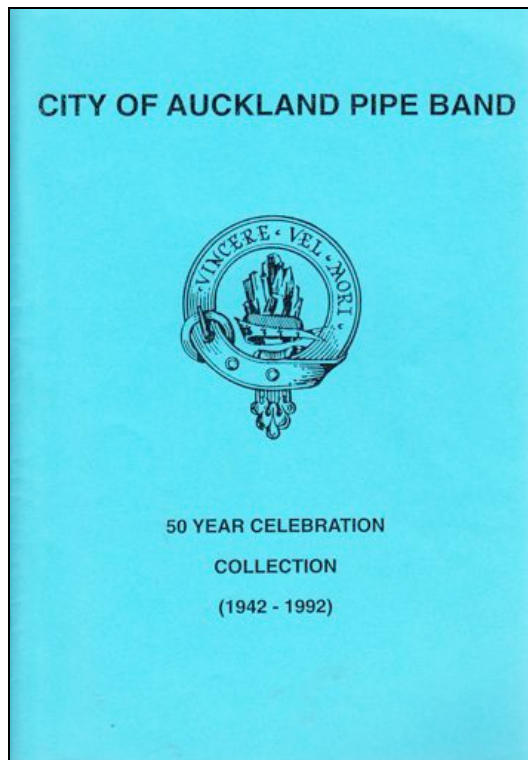 CITY OF AUCKLAND PIPE BAND
· VINCERE · VEL · MORI ·
50 YEAR CELEBRATION
COLLECTION
(1942 - 1992)